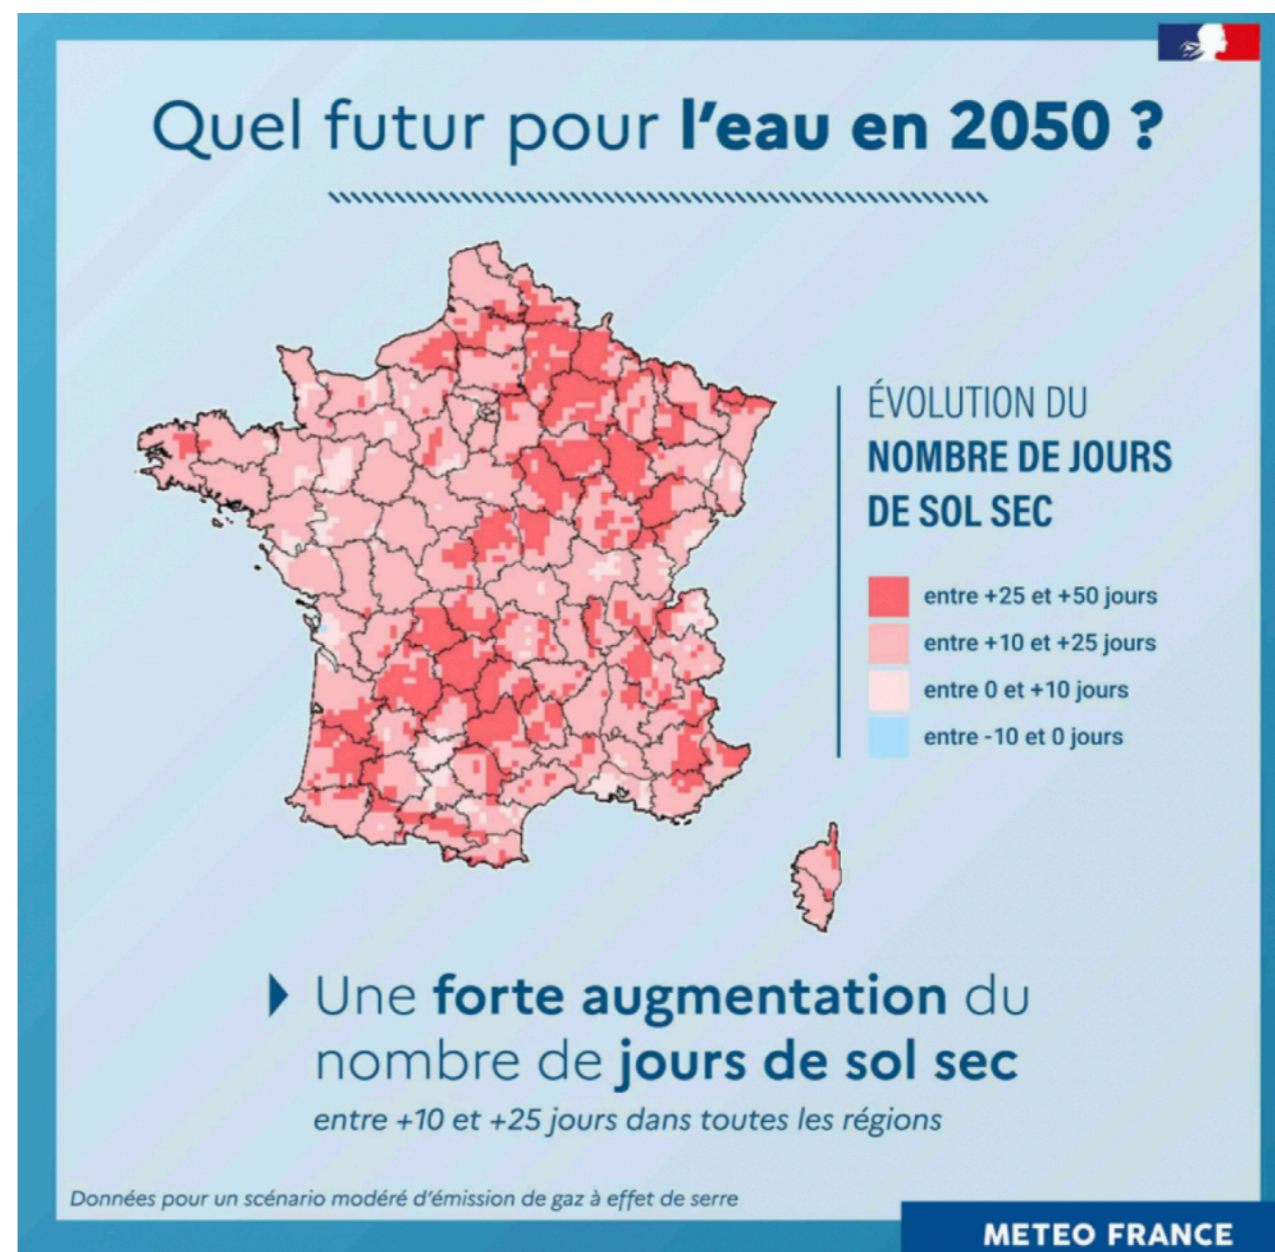 Quel futur pour l'eau en 2050 ?
ÉVOLUTION DU
NOMBRE DE JOURS
DE SOL SEC
entre +25 et +50 jours
entre +10 et +25 jours
entre 0 et +10 jours
entre -10 et 0 jours
Une forte augmentation du
nombre de jours de sol sec
entre +10 et +25 jours dans toutes les régions
Données pour un scénario modéré d'émission de gaz à effet de serre
METEO FRANCE